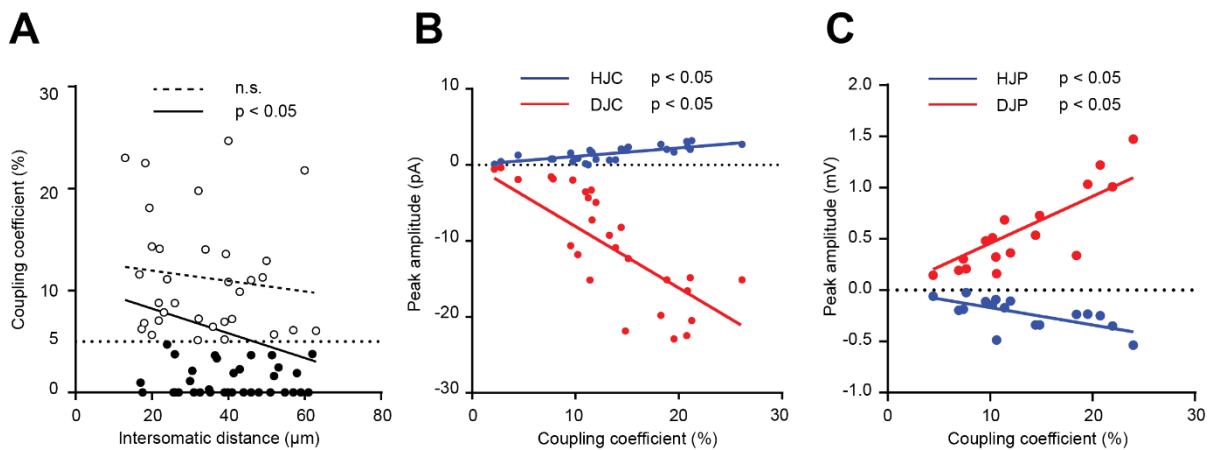 A
n.s.
p < 0.05
30
20
10
5
0
Coupling coefficient (%)
0
20
40
60
80
Intersomatic distance (µm)
B
HJC p < 0.05
DJC p < 0.05
10
0
-10
-20
-30
Peak amplitude (pA)
0
10
20
30
Coupling coefficient (%)
C
HJP p < 0.05
DJP p < 0.05
2.0
1.5
1.0
0.5
0.0
-0.5
-1.0
Peak amplitude (mV)
0
10
20
30
Coupling coefficient (%)